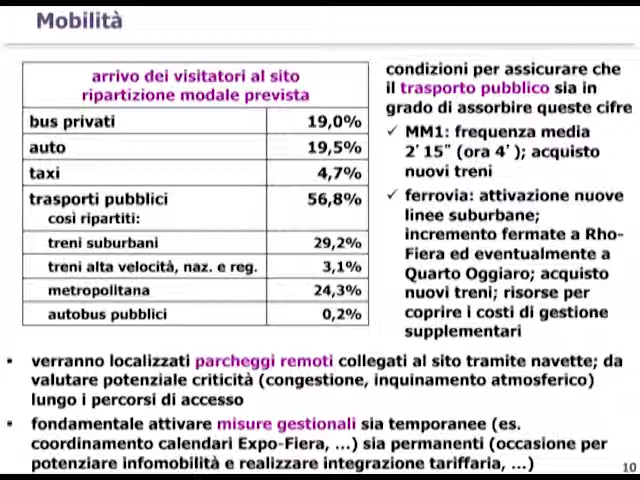 Mobilità
arrivo dei visitatori al sito
ripartizione modale prevista
bus privati 19,0%
auto 19,5%
taxi 4,7%
trasporti pubblici 56,8%
così ripartiti:
treni suburbani 29,2%
treni alta velocità, naz. e reg. 3,1%
metropolitana 24,3%
autobus pubblici 0,2%
condizioni per assicurare che
il trasporto pubblico sia in
grado di assorbire queste cifre
✓ MM1: frequenza media
2' 15" (ora 4' ); acquisto
nuovi treni
✓ ferrovia: attivazione nuove
linee suburbane;
incremento fermate a Rho-
Fiera ed eventualmente a
Quarto Oggiaro; acquisto
nuovi treni; risorse per
coprire i costi di gestione
supplementari
▪ verranno localizzati parcheggi remoti collegati al sito tramite navette; da
valutare potenziale criticità (congestione, inquinamento atmosferico)
lungo i percorsi di accesso
▪ fondamentale attivare misure gestionali sia temporanee (es.
coordinamento calendari Expo-Fiera, ...) sia permanenti (occasione per
potenziare infomobilità e realizzare integrazione tariffaria, ...)
10